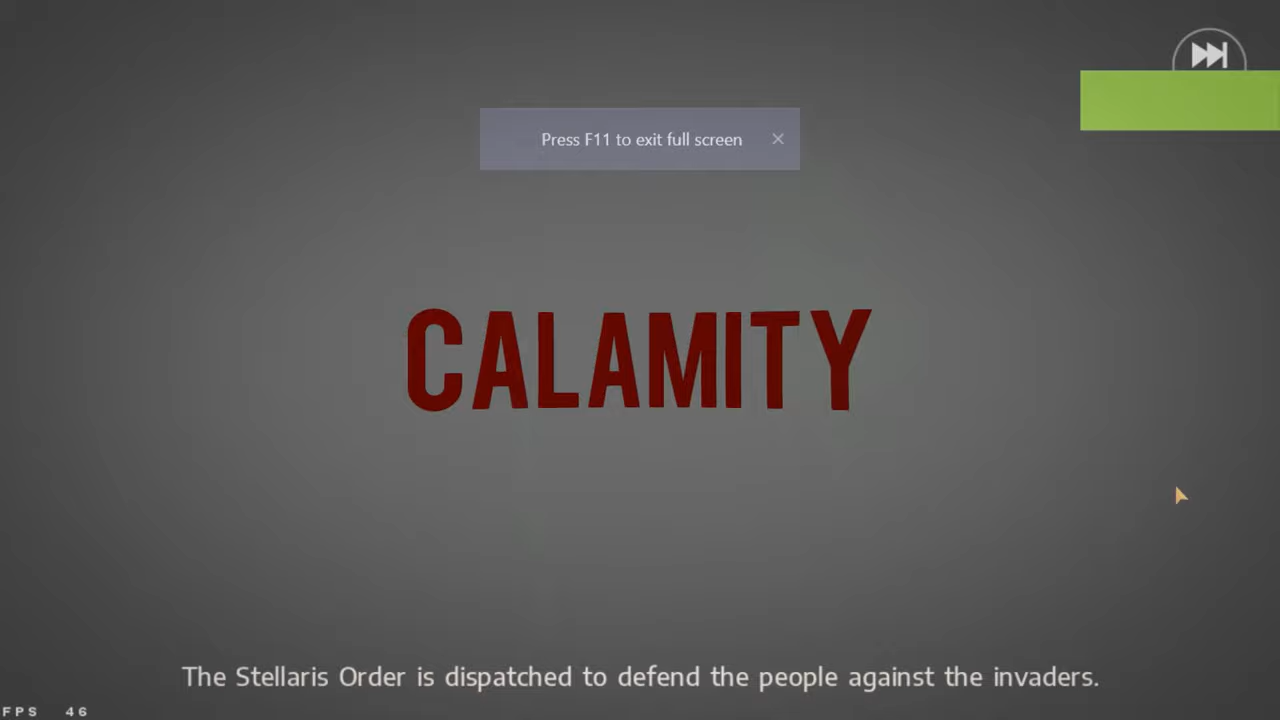 Press F11 to exit full screen
CALAMITY
The Stellaris Order is dispatched to defend the people against the invaders.
FPS 46